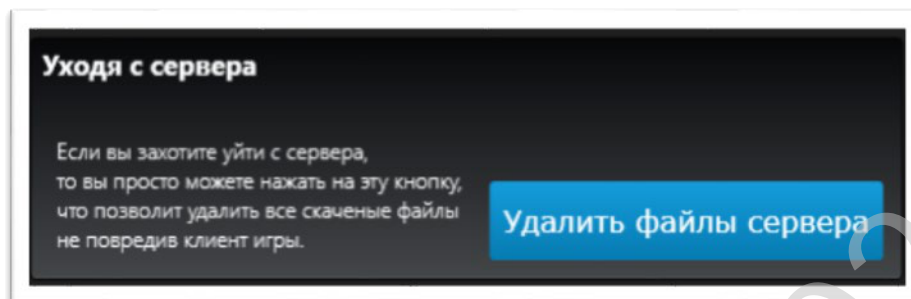 Уходя с сервера
Если вы захотите уйти с сервера,
то вы просто можете нажать на эту кнопку,
что позволит удалить все скаченые файлы
не повредив клиент игры.
Удалить файлы сервера